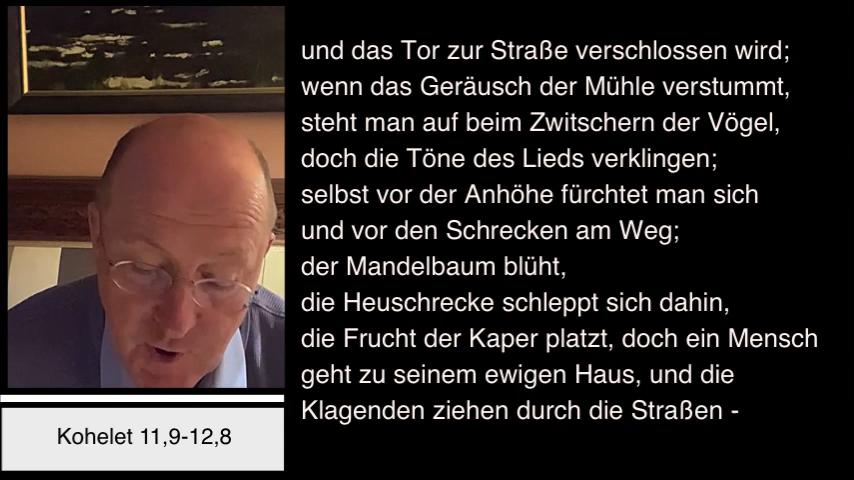 und das Tor zur Straße verschlossen wird;
wenn das Geräusch der Mühle verstummt,
steht man auf beim Zwitschern der Vögel,
doch die Töne des Lieds verklingen;
selbst vor der Anhöhe fürchtet man sich
und vor den Schrecken am Weg;
der Mandelbaum blüht,
die Heuschrecke schleppt sich dahin,
die Frucht der Kaper platzt, doch ein Mensch
geht zu seinem ewigen Haus, und die
Klagenden ziehen durch die Straßen -
Kohelet 11,9-12,8